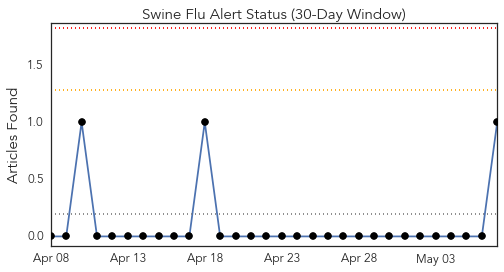 Swine Flu Alert Status (30-Day Window)
Articles Found
1.5
1.0
0.5
0.0
Apr 08 Apr 13 Apr 18 Apr 23 Apr 28 May 03